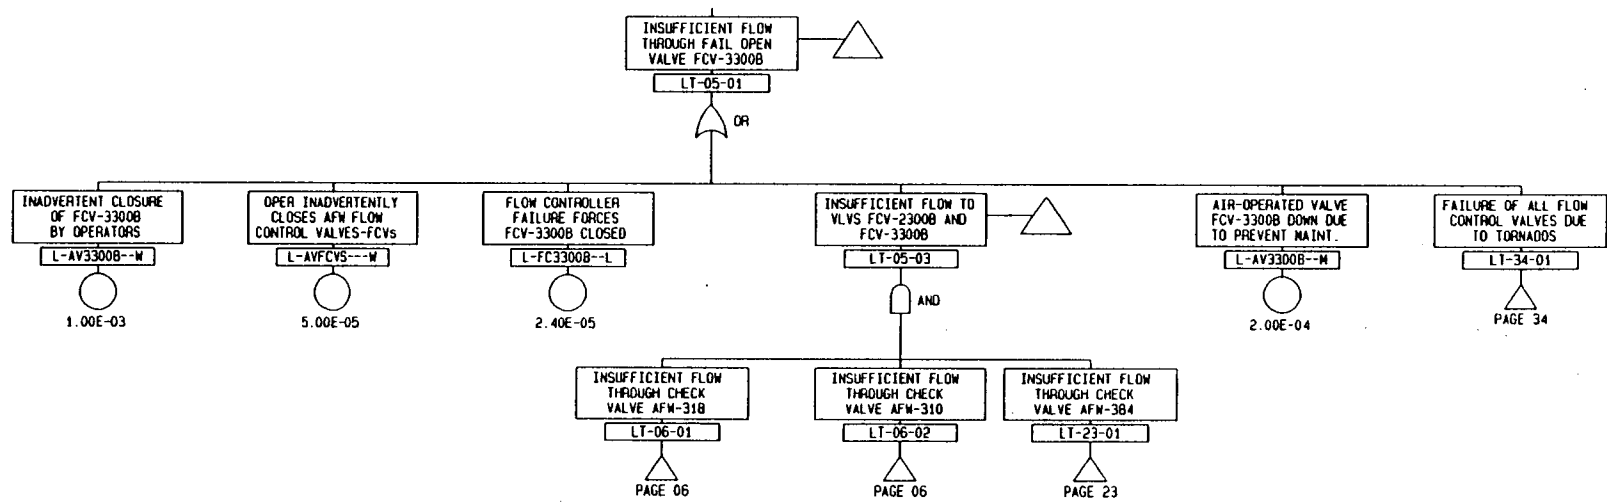 INSUFFICIENT FLOW
THROUGH FAIL OPEN
VALVE FCV-3300B
LT-05-01
OR
INADVERTENT CLOSURE
OF FCV-3300B
BY OPERATORS
L-AV3300B--W
1.00E-03
OPER INADVERTENTLY
CLOSES AFW FLOW
CONTROL VALVES-FCVs
L-AVFCVS---W
5.00E-05
FLOW CONTROLLER
FAILURE FORCES
FCV-3300B CLOSED
L-FC3300B--L
2.40E-05
INSUFFICIENT FLOW TO
VLVS FCV-2300B AND
FCV-3300B
LT-05-03
AND
AIR-OPERATED VALVE
FCV-3300B DOWN DUE
TO PREVENT MAINT.
L-AV3300B--M
2.00E-04
FAILURE OF ALL FLOW
CONTROL VALVES DUE
TO TORNADOS
LT-34-01
PAGE 34
INSUFFICIENT FLOW
THROUGH CHECK
VALVE AFW-318
LT-06-01
PAGE 06
INSUFFICIENT FLOW
THROUGH CHECK
VALVE AFW-310
LT-06-02
PAGE 06
INSUFFICIENT FLOW
THROUGH CHECK
VALVE AFW-384
LT-23-01
PAGE 23